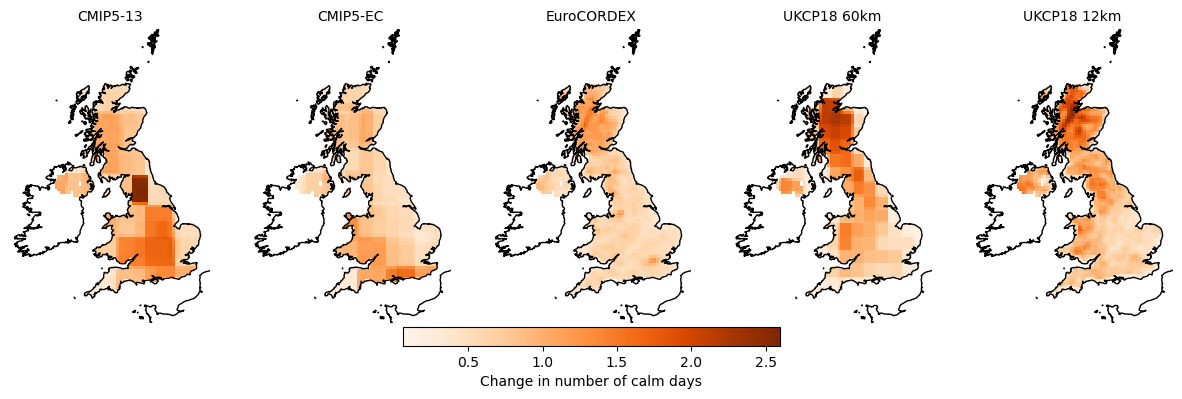 CMIP5-13
CMIP5-EC
EuroCORDEX
UKCP18 60km
UKCP18 12km
0.5 1.0 1.5 2.0 2.5
Change in number of calm days